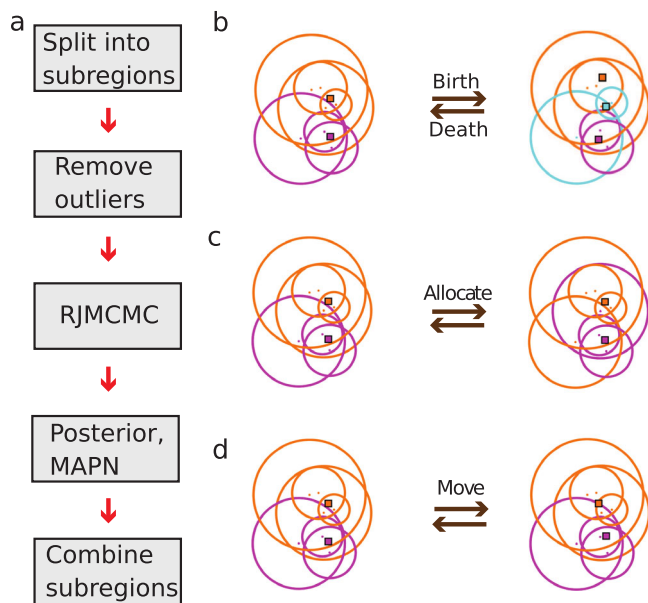 a
Split into
subregions
Remove
outliers
RJMCMC
Posterior,
MAPN
Combine
subregions
b
Birth
Death
c
Allocate
d
Move